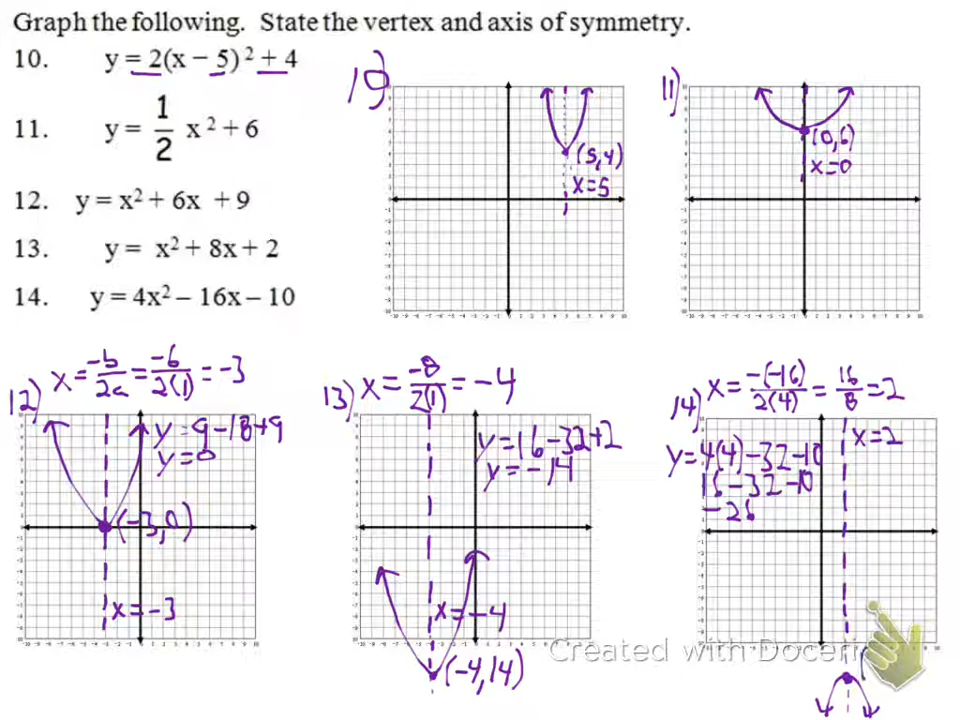 Graph the following. State the vertex and axis of symmetry.
10. y = 2(x − 5)² + 4
11. y = 1/2 x² + 6
12. y = x² + 6x + 9
13. y = x² + 8x + 2
14. y = 4x² – 16x – 10
10)
(5,4)
x=5
11)
(0,6)
x=0
12) x = -b/2a = -6/2(1) = -3
y = 9-18+9
y = 0
(-3,0)
x = -3
13) x = -8/2(1) = -4
y = 16-32+2
y = -14
x = -4
(-4,14)
14) x = -(-16)/2(4) = 16/8 = 2
x=2
y = 4(4)-32-10
16-32-10
Created with Doceri